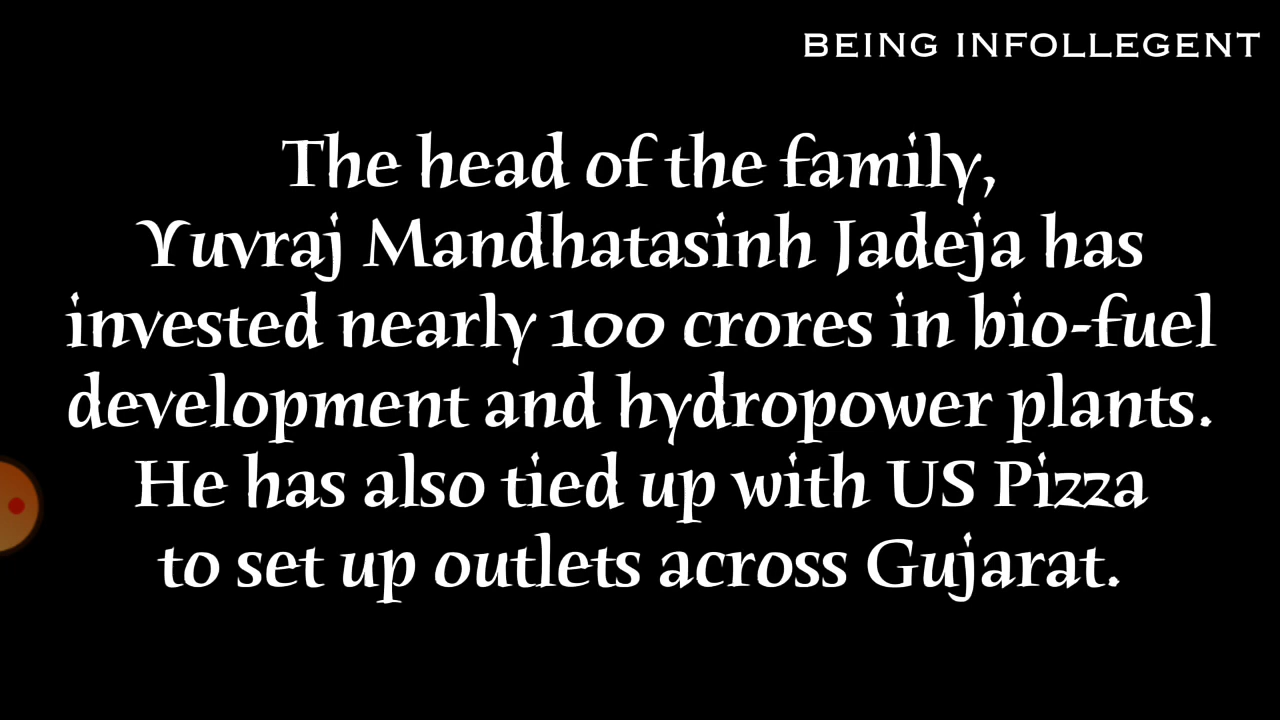 BEING INFOLLEGENT
The head of the family,
Yuvraj Mandhatasinh Jadeja has
invested nearly 100 crores in bio-fuel
development and hydropower plants.
He has also tied up with US Pizza
to set up outlets across Gujarat.